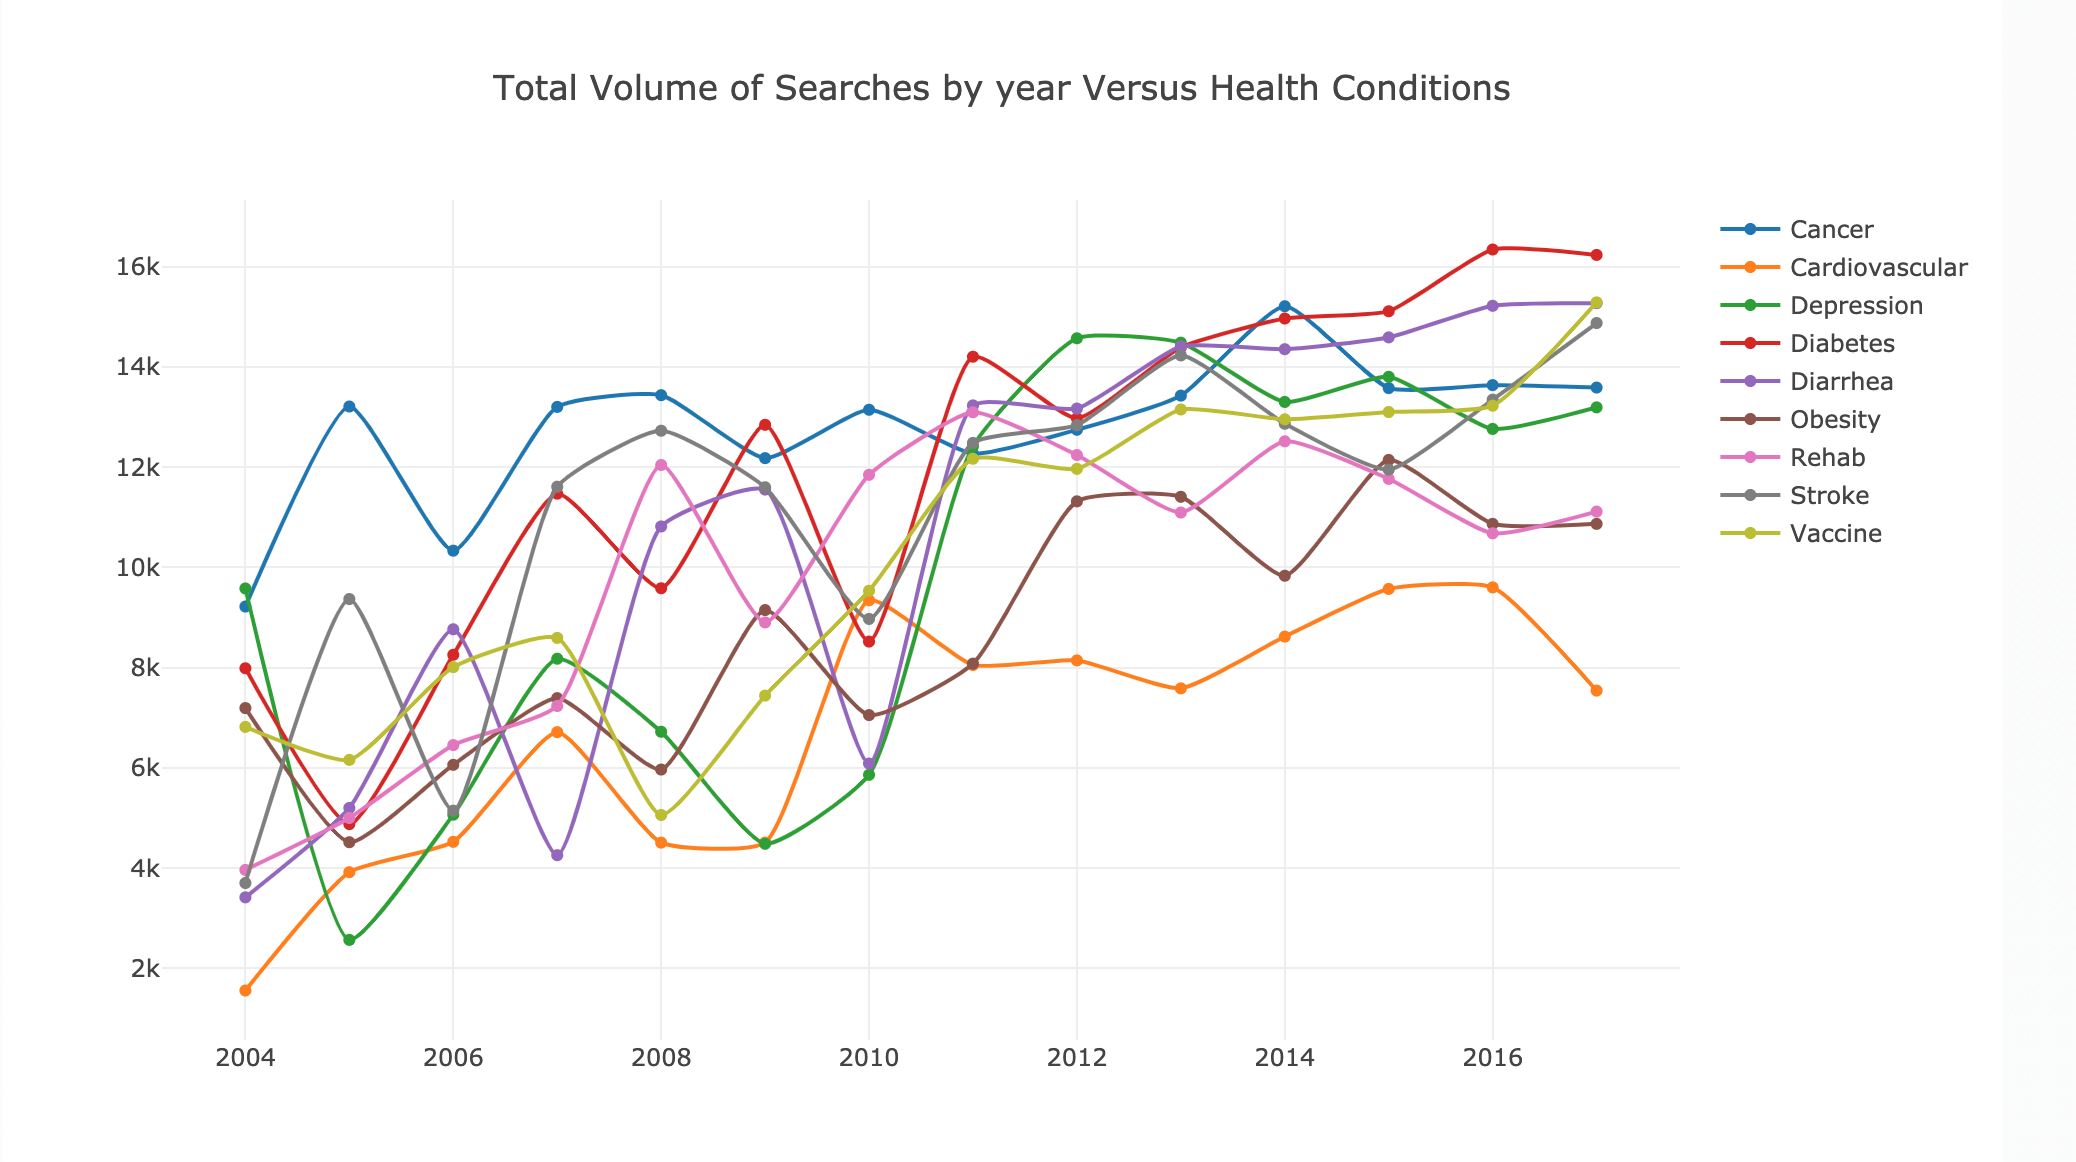 Total Volume of Searches by year Versus Health Conditions
16k
14k
12k
10k
8k
6k
4k
2k
2004 2006 2008 2010 2012 2014 2016
Cancer
Cardiovascular
Depression
Diabetes
Diarrhea
Obesity
Rehab
Stroke
Vaccine